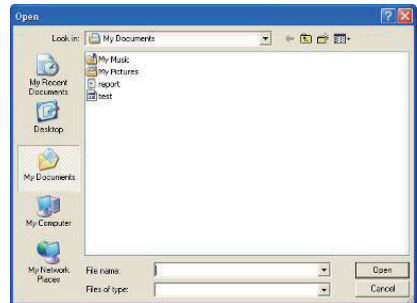 Open
Look in: My Documents
My Recent
Documents
Desktop
My Documents
My Computer
My Network
Places
My Music
My Pictures
report
test
File name:
Open
Files of type:
Cancel